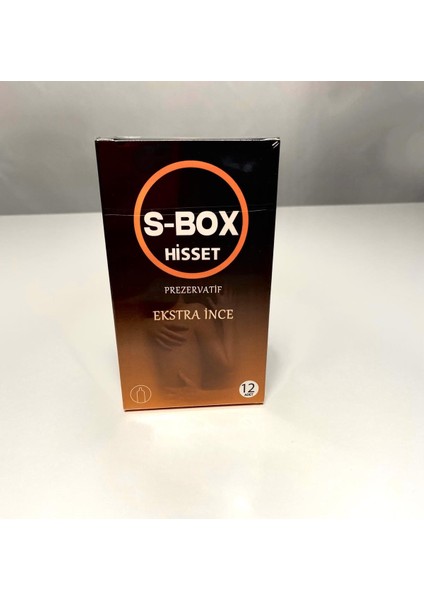 S-BOX
HİSSET
PREZERVATİF
EKSTRA İNCE
12
ADET